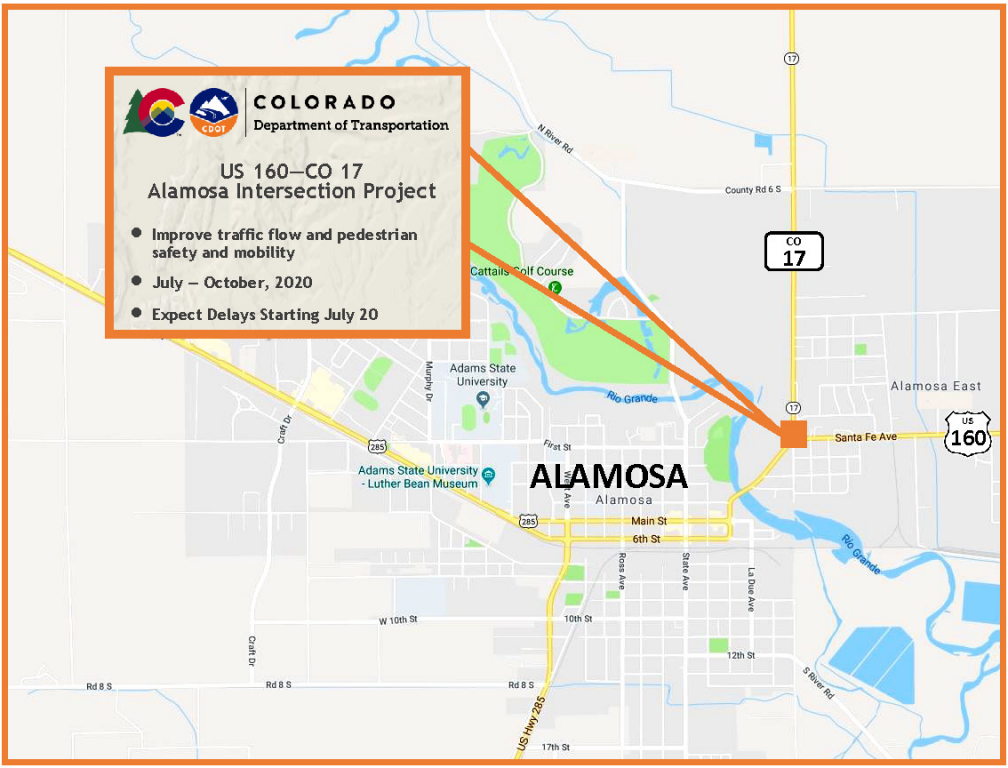 COLORADO
Department of Transportation
CDOT
US 160—CO 17
Alamosa Intersection Project
• Improve traffic flow and pedestrian
safety and mobility
• July – October, 2020
• Expect Delays Starting July 20
17
N River Rd
County Rd 6 S
CO
17
Cattails Golf Course
Murphy Dr
Adams State
University
Alamosa East
Rio Grande
17
Craft Dr
285
First St
Santa Fe Ave
US
160
Adams State University
- Luther Bean Museum
West Ave
ALAMOSA
Alamosa
285
Main St
6th St
Rio Grande
Ross Ave
State Ave
La Due Ave
W 10th St
10th St
Craft Dr
12th St
S River Rd
Rd 8 S
Rd 8 S
Rd 8 S
US Hwy 285
17th St